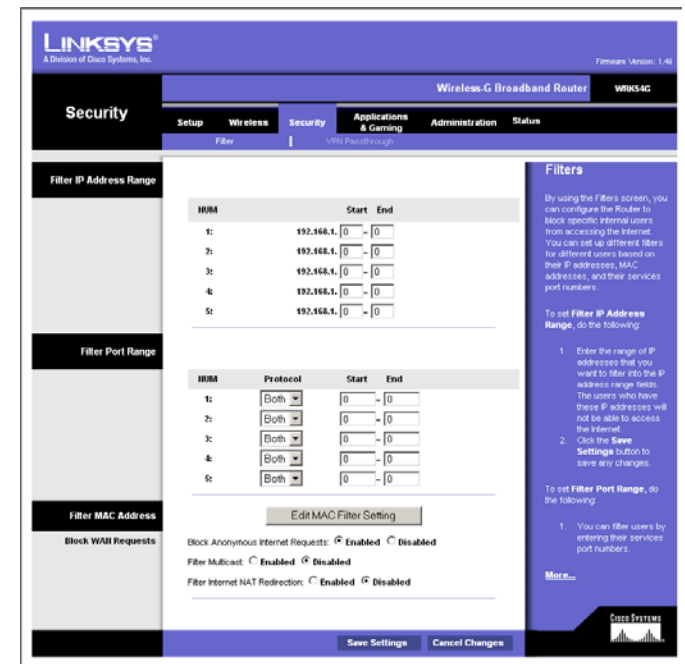 LINKSYS®
A Division of Cisco Systems, Inc.
Firmware Version: 1.49
Wireless-G Broadband Router WRK54G
Security
Setup Wireless Security Applications & Gaming Administration Status
Filter VPN Passthrough
Filter IP Address Range
NUM Start End
1: 192.168.1. 0 ~ 0
2: 192.168.1. 0 ~ 0
3: 192.168.1. 0 ~ 0
4: 192.168.1. 0 ~ 0
5: 192.168.1. 0 ~ 0
Filter Port Range
NUM Protocol Start End
1: Both 0 ~ 0
2: Both 0 ~ 0
3: Both 0 ~ 0
4: Both 0 ~ 0
5: Both 0 ~ 0
Filter MAC Address
Edit MAC Filter Setting
Block WAN Requests
Block Anonymous Internet Requests: Enabled Disabled
Filter Multicast: Enabled Disabled
Filter Internet NAT Redirection: Enabled Disabled
Filters
By using the Filters screen, you
can configure the Router to
block specific internal users
from accessing the Internet.
You can set up different filters
for different users based on
their IP addresses, MAC
addresses, and their services
port numbers.
To set Filter IP Address
Range, do the following:
1. Enter the range of IP
addresses that you
want to filter into the IP
address range fields.
The users who have
these IP addresses will
not be able to access
the Internet.
2. Click the Save
Settings button to
save any changes.
To set Filter Port Range, do
the following:
1. You can filter users by
entering their services
port numbers.
More...
Save Settings Cancel Changes
CISCO SYSTEMS